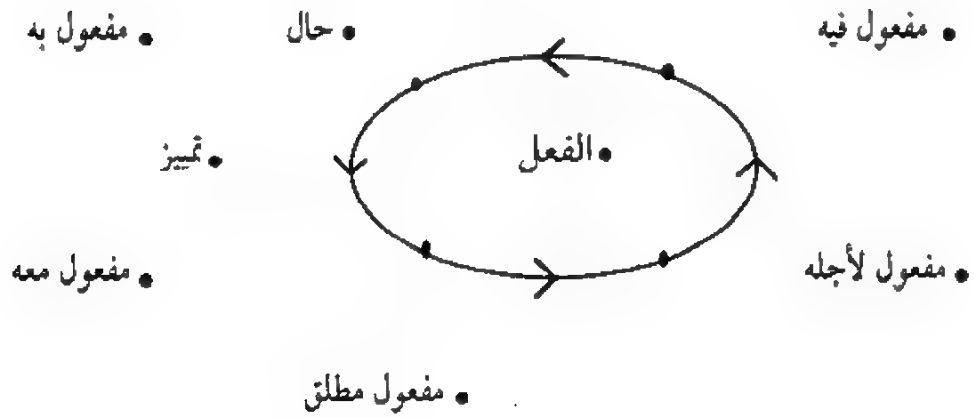 • مفعول فيه • حال • مفعول به
• الفعل • تمييز
• مفعول لأجله • مفعول معه
• مفعول مطلق